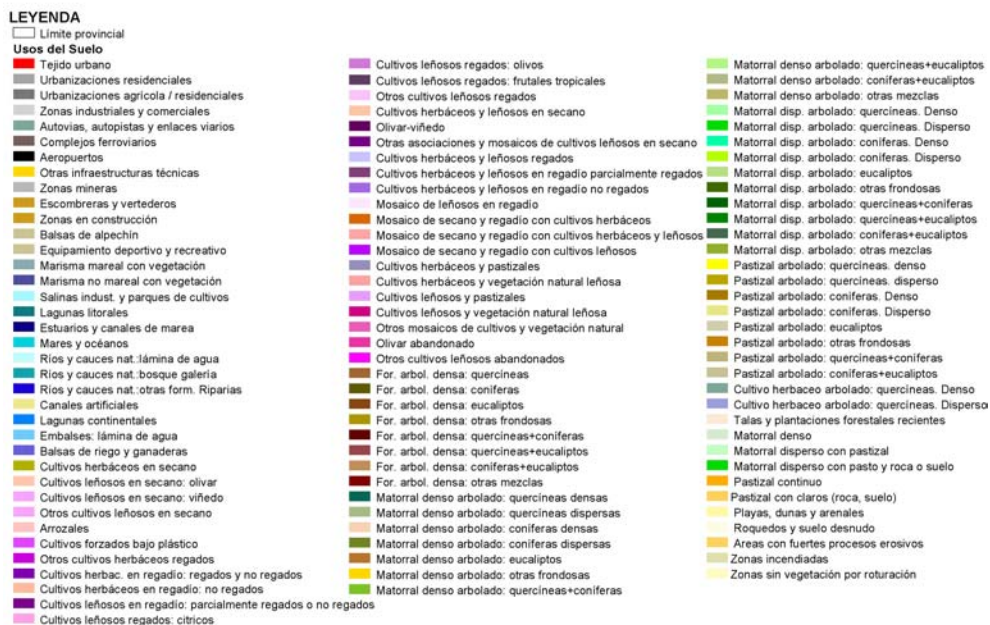 LEYENDA
Límite provincial
Usos del Suelo
Tejido urbano
Urbanizaciones residenciales
Urbanizaciones agrícola / residenciales
Zonas industriales y comerciales
Autovias, autopistas y enlaces viarios
Complejos ferroviarios
Aeropuertos
Otras infraestructuras técnicas
Zonas mineras
Escombreras y vertederos
Zonas en construcción
Balsas de alpechín
Equipamiento deportivo y recreativo
Marisma mareal con vegetación
Marisma no mareal con vegetación
Salinas indust. y parques de cultivos
Lagunas litorales
Estuarios y canales de marea
Mares y océanos
Ríos y cauces nat.:lámina de agua
Ríos y cauces nat.:bosque galería
Ríos y cauces nat.:otras form. Riparias
Canales artificiales
Lagunas continentales
Embalses: lámina de agua
Balsas de riego y ganaderas
Cultivos herbáceos en secano
Cultivos leñosos en secano: olivar
Cultivos leñosos en secano: viñedo
Otros cultivos leñosos en secano
Arrozales
Cultivos forzados bajo plástico
Otros cultivos herbáceos regados
Cultivos herbac. en regadío: regados y no regados
Cultivos herbáceos en regadío: no regados
Cultivos leñosos en regadío: parcialmente regados o no regados
Cultivos leñosos regados: cítricos
Cultivos leñosos regados: olivos
Cultivos leñosos regados: frutales tropicales
Otros cultivos leñosos regados
Cultivos herbáceos y leñosos en secano
Olivar-viñedo
Otras asociaciones y mosaicos de cultivos leñosos en secano
Cultivos herbáceos y leñosos regados
Cultivos herbáceos y leñosos en regadío parcialmente regados
Cultivos herbáceos y leñosos en regadío no regados
Mosaico de leñosos en regadío
Mosaico de secano y regadío con cultivos herbáceos
Mosaico de secano y regadío con cultivos herbáceos y leñosos
Mosaico de secano y regadío con cultivos leñosos
Cultivos herbáceos y pastizales
Cultivos herbáceos y vegetación natural leñosa
Cultivos leñosos y pastizales
Cultivos leñosos y vegetación natural leñosa
Otros mosaicos de cultivos y vegetación natural
Olivar abandonado
Otros cultivos leñosos abandonados
For. arbol. densa: quercíneas
For. arbol. densa: coníferas
For. arbol. densa: eucaliptos
For. arbol. densa: otras frondosas
For. arbol. densa: quercíneas+coníferas
For. arbol. densa: quercíneas+eucaliptos
For. arbol. densa: coníferas+eucaliptos
For. arbol. densa: otras mezclas
Matorral denso arbolado: quercíneas densas
Matorral denso arbolado: quercíneas dispersas
Matorral denso arbolado: coníferas densas
Matorral denso arbolado: coníferas dispersas
Matorral denso arbolado: eucaliptos
Matorral denso arbolado: otras frondosas
Matorral denso arbolado: quercíneas+coníferas
Matorral denso arbolado: quercíneas+eucaliptos
Matorral denso arbolado: coníferas+eucaliptos
Matorral denso arbolado: otras mezclas
Matorral disp. arbolado: quercíneas. Denso
Matorral disp. arbolado: quercíneas. Disperso
Matorral disp. arbolado: coníferas. Denso
Matorral disp. arbolado: coníferas. Disperso
Matorral disp. arbolado: eucaliptos
Matorral disp. arbolado: otras frondosas
Matorral disp. arbolado: quercíneas+coníferas
Matorral disp. arbolado: quercíneas+eucaliptos
Matorral disp. arbolado: coníferas+eucaliptos
Matorral disp. arbolado: otras mezclas
Pastizal arbolado: quercíneas. denso
Pastizal arbolado: quercíneas. disperso
Pastizal arbolado: coníferas. Denso
Pastizal arbolado: coníferas. Disperso
Pastizal arbolado: eucaliptos
Pastizal arbolado: otras frondosas
Pastizal arbolado: quercíneas+coníferas
Pastizal arbolado: coníferas+eucaliptos
Cultivo herbaceo arbolado: quercíneas. Denso
Cultivo herbaceo arbolado: quercíneas. Disperso
Talas y plantaciones forestales recientes
Matorral denso
Matorral disperso con pastizal
Matorral disperso con pasto y roca o suelo
Pastizal continuo
Pastizal con claros (roca, suelo)
Playas, dunas y arenales
Roquedos y suelo desnudo
Areas con fuertes procesos erosivos
Zonas incendiadas
Zonas sin vegetación por roturación